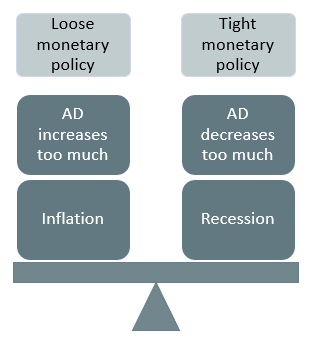 Loose
monetary
policy
Tight
monetary
policy
AD
increases
too much
AD
decreases
too much
Inflation
Recession